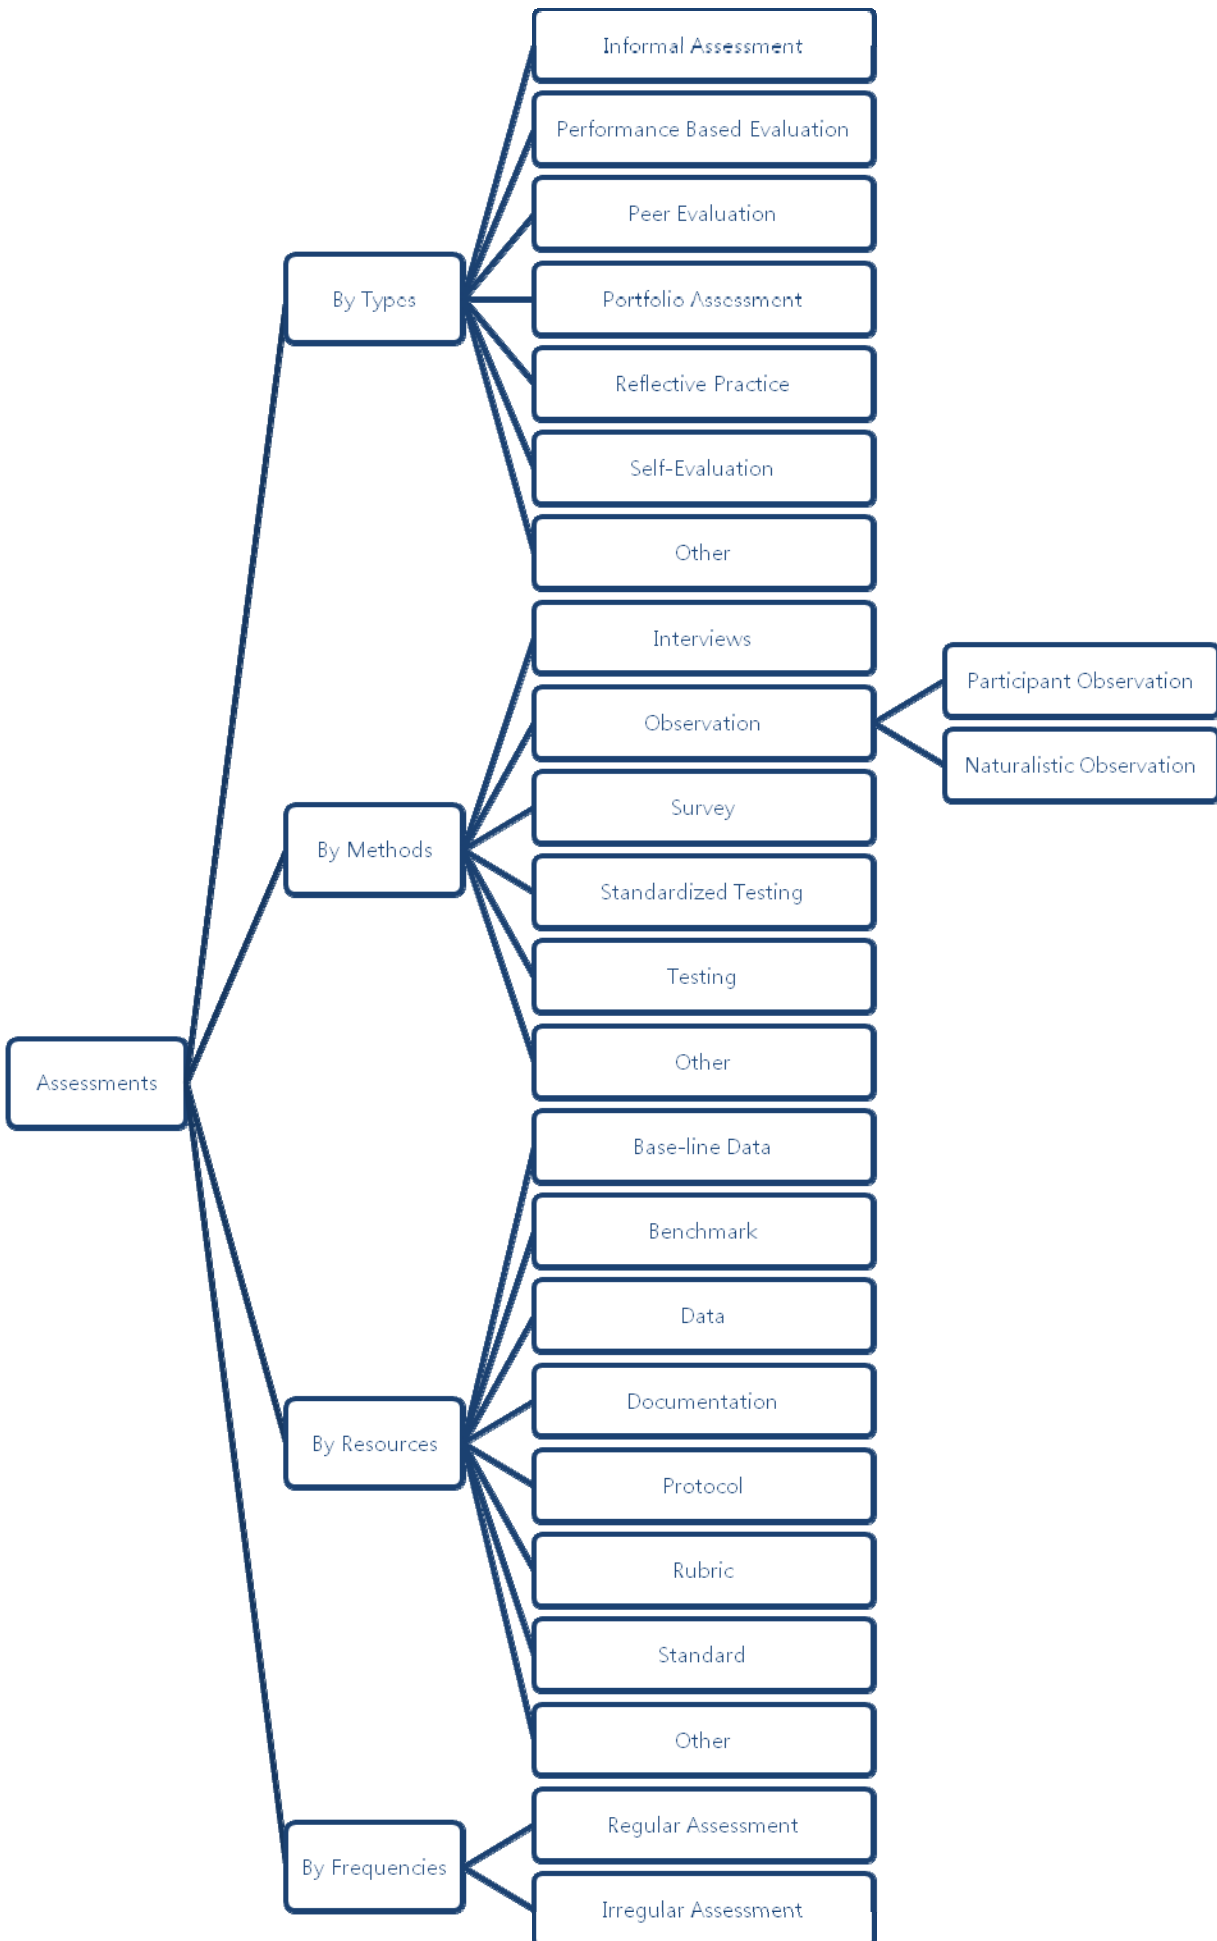 Informal Assessment
Performance Based Evaluation
Peer Evaluation
By Types
Portfolio Assessment
Reflective Practice
Self-Evaluation
Other
Interviews
Participant Observation
Observation
Naturalistic Observation
Survey
By Methods
Standardized Testing
Testing
Other
Assessments
Base-line Data
Benchmark
Data
Documentation
By Resources
Protocol
Rubric
Standard
Other
Regular Assessment
By Frequencies
Irregular Assessment